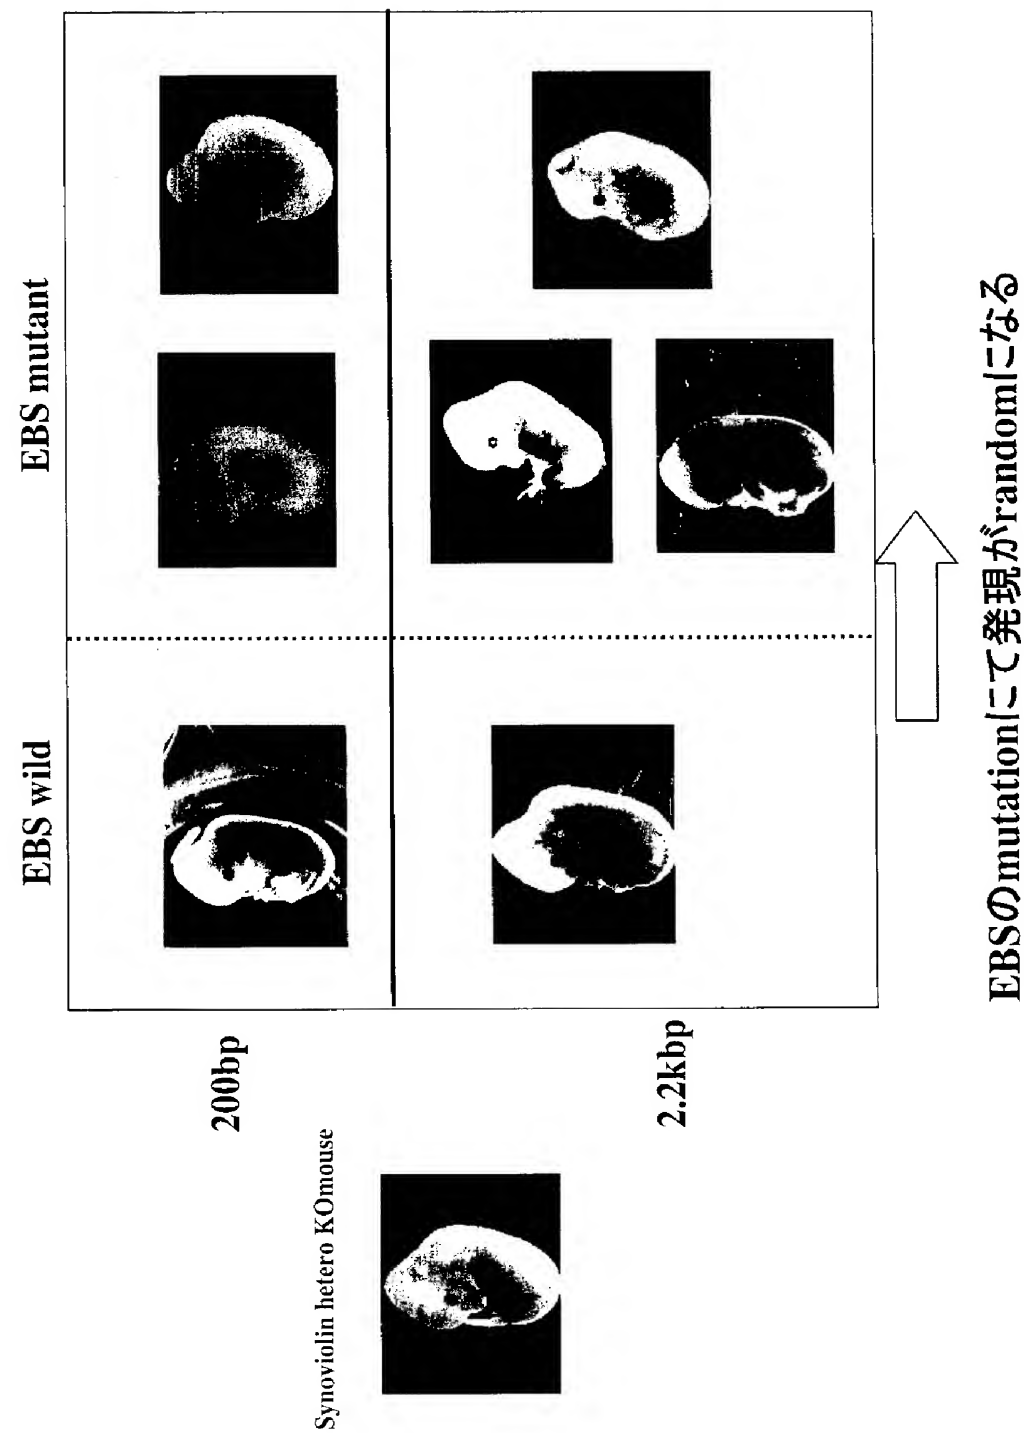 EBS wild
EBS mutant
200bp
Synoviolin hetero KOmouse
2.2kbp
EBSのmutationにて発現がrandomになる